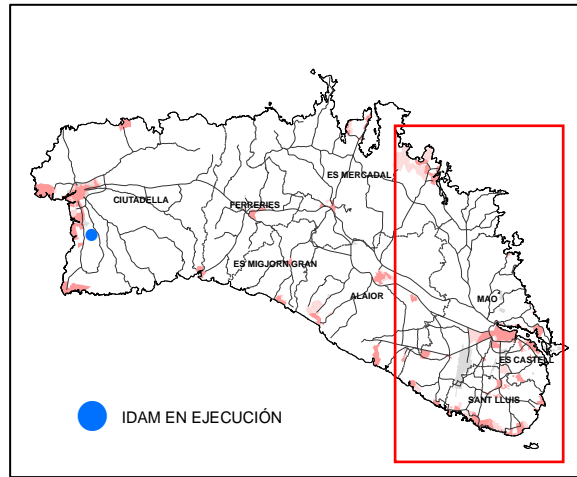 ES MERCADAL
CIUTADELLA
FERRERIES
ES MIGJORN GRAN
ALAIOR
MAO
ES CASTELL
SANT LLUIS
IDAM EN EJECUCIÓN